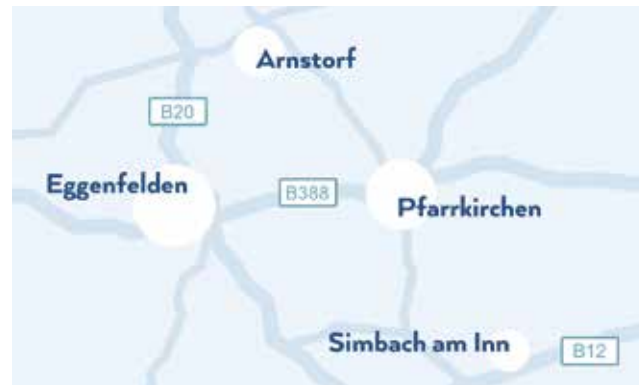 Arnstorf
B20
Eggenfelden
B388
Pfarrkirchen
Simbach am Inn
B12